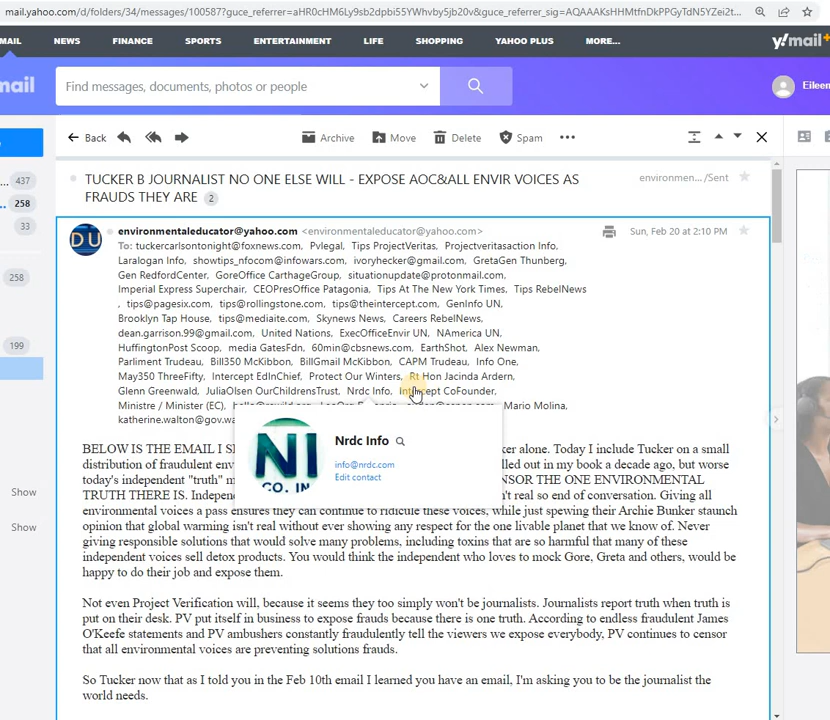 mail.yahoo.com/d/folders/34/messages/100587?guce_referrer=aHR0cHM6Ly9sb2dpbi55YWhvby5jb20v&guce_referrer_sig=AQAAAKsHHMtfnDkPPGyTdN5YZei2t...
MAIL NEWS FINANCE SPORTS ENTERTAINMENT LIFE SHOPPING YAHOO PLUS MORE... y!mail+
mail Find messages, documents, photos or people Eileen
Back Archive Move Delete Spam •••
... 437
... 258
33
258
199
Show
Show
TUCKER B JOURNALIST NO ONE ELSE WILL - EXPOSE AOC&ALL ENVIR VOICES AS environmen... /Sent
FRAUDS THEY ARE 2
DU environmentaleducator@yahoo.com <environmentaleducator@yahoo.com> Sun, Feb 20 at 2:10 PM
To: tuckercarlsontonight@foxnews.com, Pvlegal, Tips ProjectVeritas, Projectveritasaction Info,
Laralogan Info, showtips_nfocom@infowars.com, ivoryhecker@gmail.com, GretaGen Thunberg,
Gen RedfordCenter, GoreOffice CarthageGroup, situationupdate@protonmail.com,
Imperial Express Superchair, CEOPresOffice Patagonia, Tips At The New York Times, Tips RebelNews
, tips@pagesix.com, tips@rollingstone.com, tips@theintercept.com, GenInfo UN,
Brooklyn Tap House, tips@mediaite.com, Skynews News, Careers RebelNews,
dean.garrison.99@gmail.com, United Nations, ExecOfficeEnvir UN, NAmerica UN,
HuffingtonPost Scoop, media GatesFdn, 60min@cbsnews.com, EarthShot, Alex Newman,
Parliment Trudeau, Bill350 McKibbon, BillGmail McKibbon, CAPM Trudeau, Info One,
May350 ThreeFifty, Intercept EdInChief, Protect Our Winters, Rt Hon Jacinda Ardern,
Glenn Greenwald, JuliaOlsen OurChildrensTrust, Nrdc Info, Intercept CoFounder,
Ministre / Minister (EC), Mario Molina,
katherine.walton@gov.wa
NI
CO. IN
Nrdc Info
info@nrdc.com
Edit contact
BELOW IS THE EMAIL I S ker alone. Today I include Tucker on a small
distribution of fraudulent env lled out in my book a decade ago, but worse
today's independent "truth" m NSOR THE ONE ENVIRONMENTAL
TRUTH THERE IS. Indepen n't real so end of conversation. Giving all
environmental voices a pass ensures they can continue to ridicule these voices, while just spewing their Archie Bunker staunch
opinion that global warming isn't real without ever showing any respect for the one livable planet that we know of. Never
giving responsible solutions that would solve many problems, including toxins that are so harmful that many of these
independent voices sell detox products. You would think the independent who loves to mock Gore, Greta and others, would be
happy to do their job and expose them.
Not even Project Verification will, because it seems they too simply won't be journalists. Journalists report truth when truth is
put on their desk. PV put itself in business to expose frauds because there is one truth. According to endless fraudulent James
O'Keefe statements and PV ambushers constantly fraudulently tell the viewers we expose everybody, PV continues to censor
that all environmental voices are preventing solutions frauds.
So Tucker now that as I told you in the Feb 10th email I learned you have an email, I'm asking you to be the journalist the
world needs.